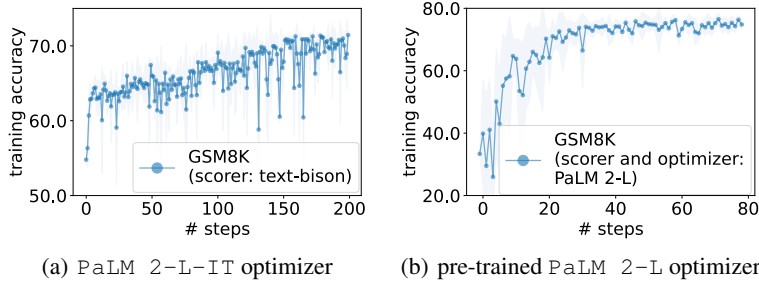 training accuracy
70.0
60.0
50.0
GSM8K
(scorer: text-bison)
0 50 100 150 200
# steps
(a) PaLM 2-L-IT optimizer
training accuracy
80.0
60.0
40.0
20.0
GSM8K
(scorer and optimizer:
PaLM 2-L)
0 20 40 60 80
# steps
(b) pre-trained PaLM 2-L optimizer